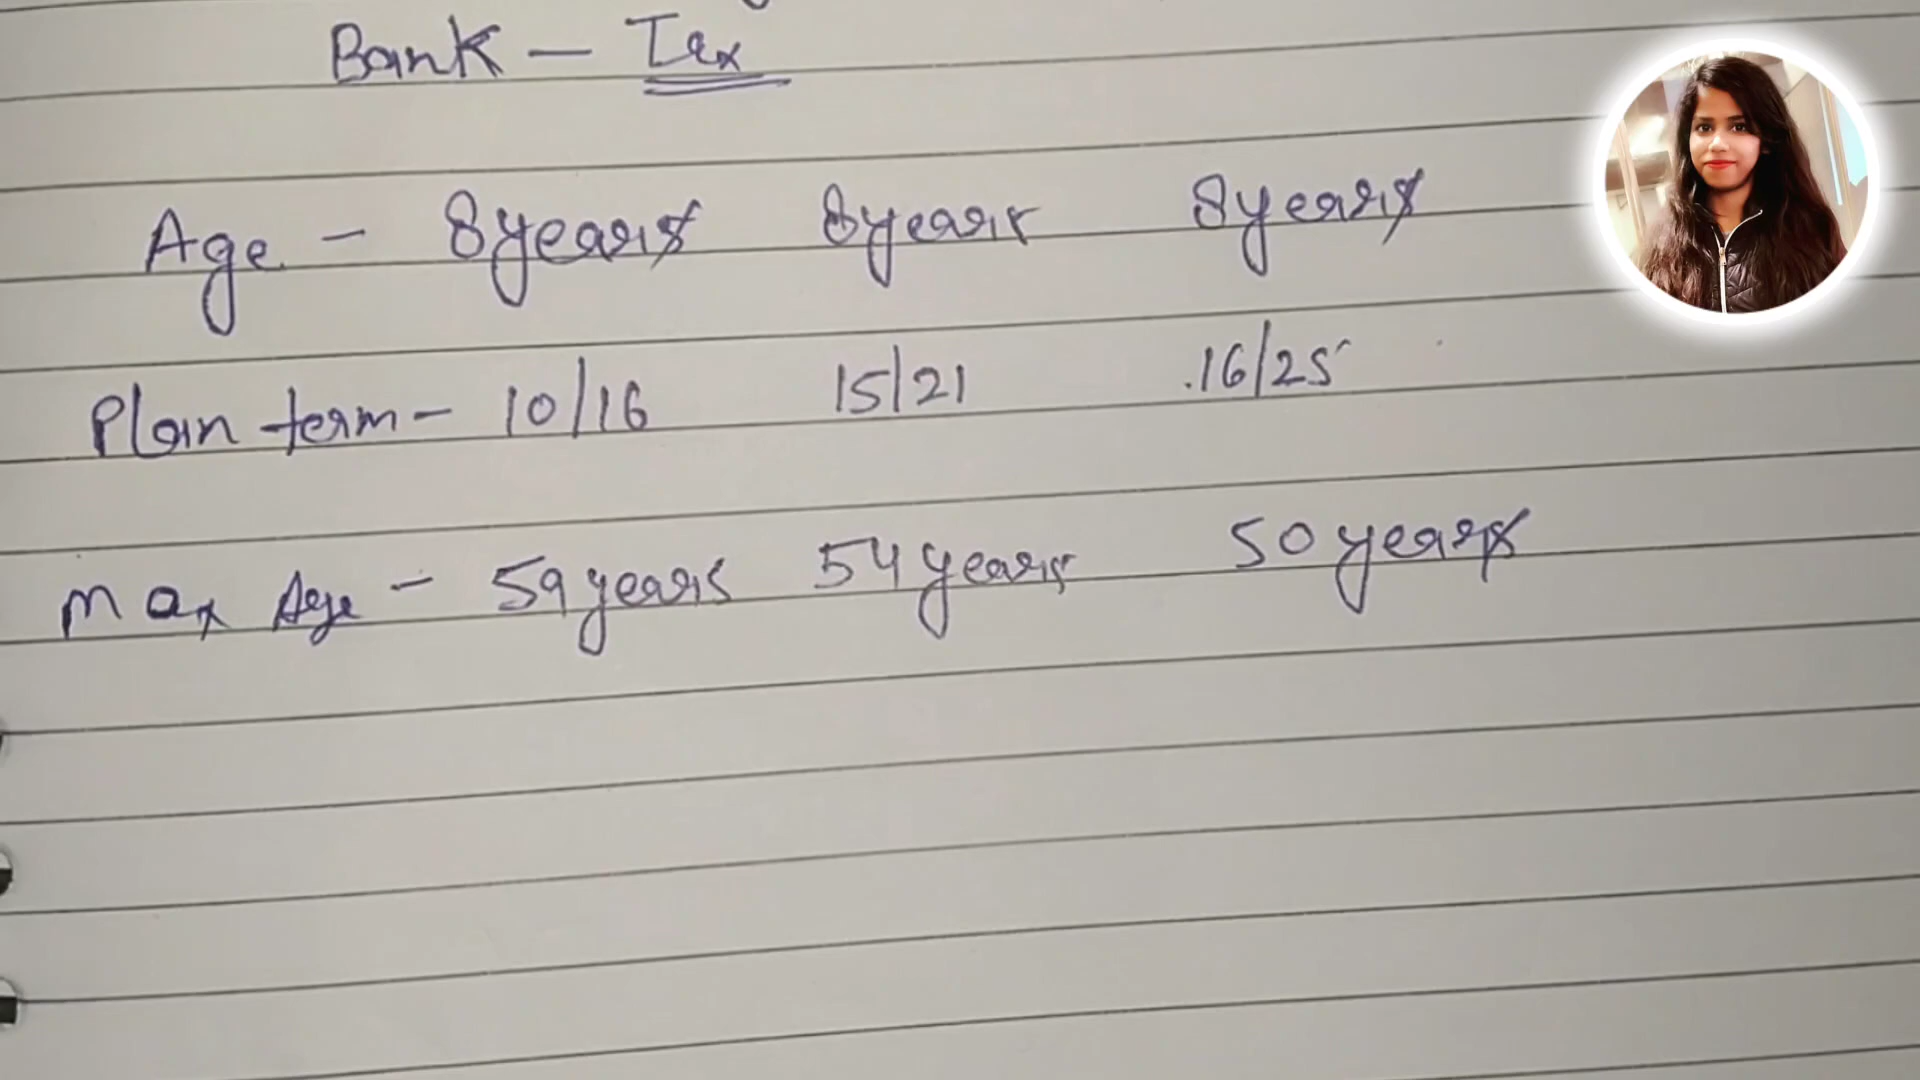 Bank - Tax
Age - 8 years 8 years 8 years
Plan term - 10/16 15/21 16/25
Max Age - 59 years 54 years 50 years